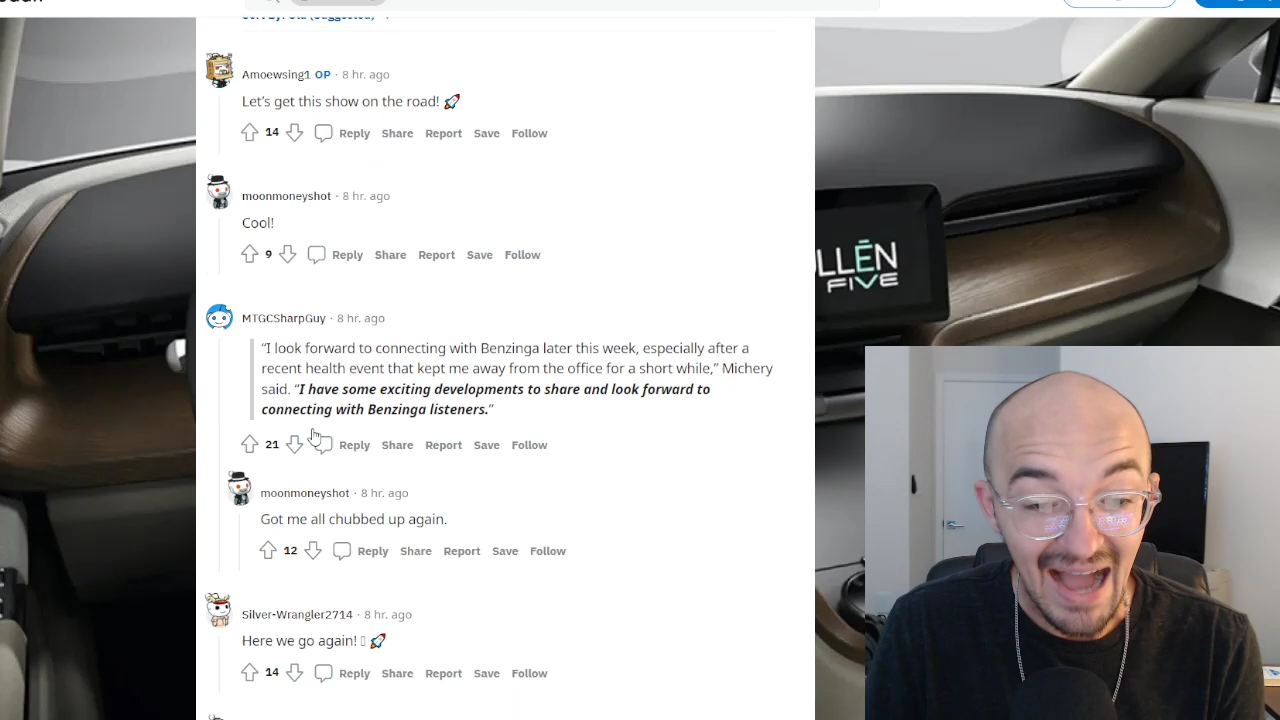 Amoewsing1 OP · 8 hr. ago
Let’s get this show on the road! 🚀
14 Reply Share Report Save Follow
moonmoneyshot · 8 hr. ago
Cool!
9 Reply Share Report Save Follow
LLĒN
FIVE
MTGCSharpGuy · 8 hr. ago
“I look forward to connecting with Benzinga later this week, especially after a
recent health event that kept me away from the office for a short while,” Michery
said. “I have some exciting developments to share and look forward to
connecting with Benzinga listeners.”
21 Reply Share Report Save Follow
moonmoneyshot · 8 hr. ago
Got me all chubbed up again.
12 Reply Share Report Save Follow
Silver-Wrangler2714 · 8 hr. ago
Here we go again! 🚀
14 Reply Share Report Save Follow